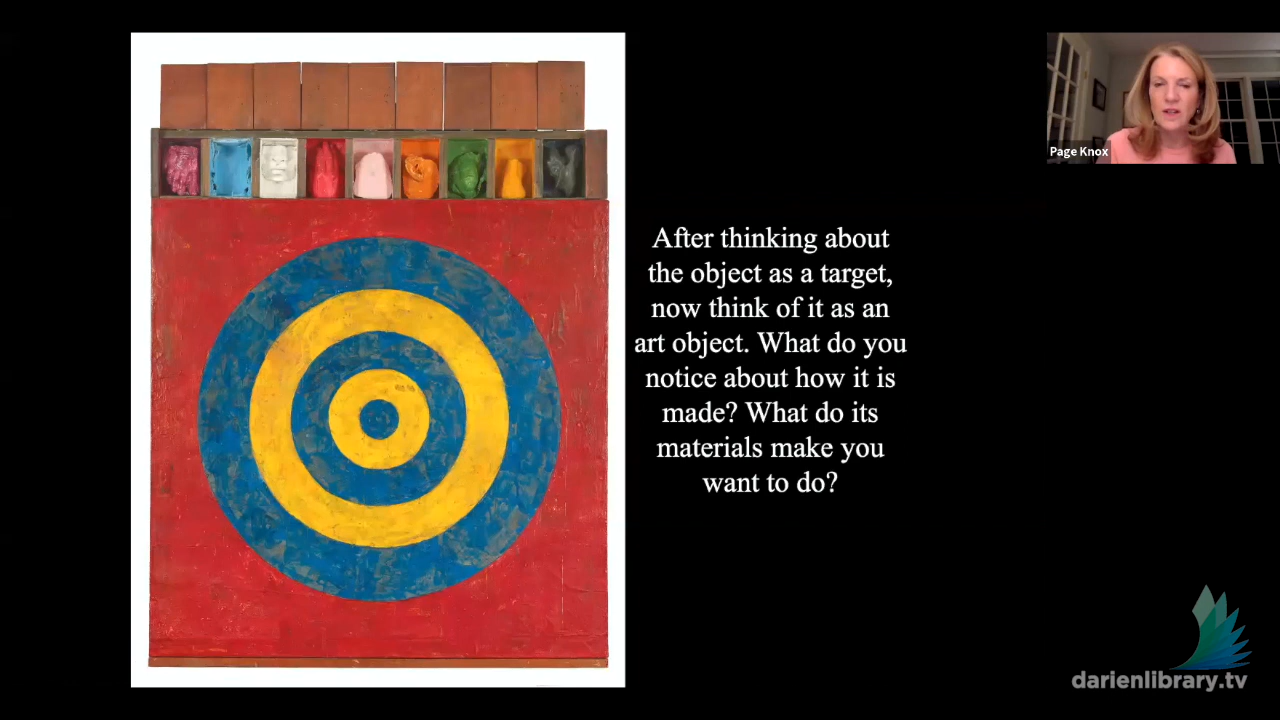 Page Knox
After thinking about
the object as a target,
now think of it as an
art object. What do you
notice about how it is
made? What do its
materials make you
want to do?
darienlibrary.tv